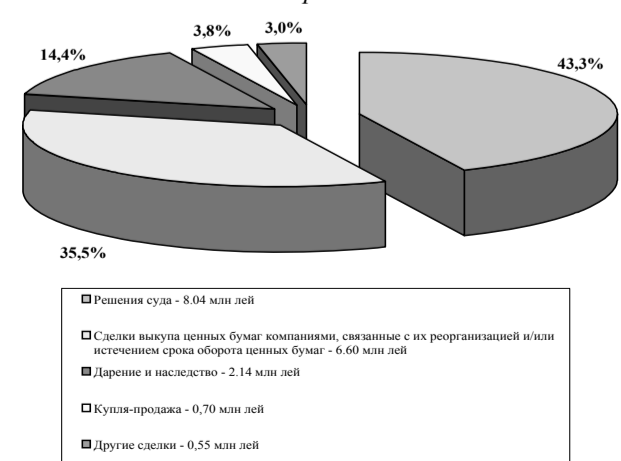 3,8%
3,0%
14,4%
43,3%
35,5%
Решения суда - 8.04 млн лей
Сделки выкупа ценных бумаг компаниями, связанные с их реорганизацией и/или
истечением срока оборота ценных бумаг - 6.60 млн лей
Дарение и наследство - 2.14 млн лей
Купля-продажа - 0,70 млн лей
Другие сделки - 0,55 млн лей